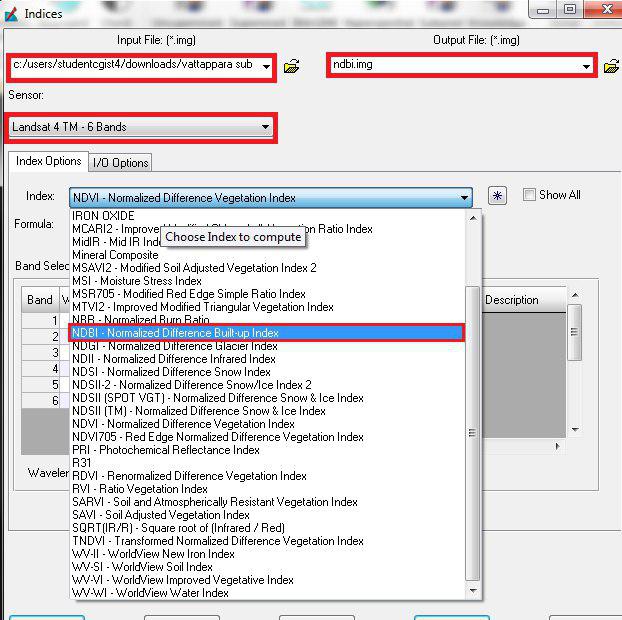 Indices
Input File: (*.img)
Output File: (*.img)
c:/users/studentcgist4/downloads/vattappara sub
ndbi.img
Sensor:
Landsat 4 TM - 6 Bands
Index Options
I/O Options
Index:
NDVI - Normalized Difference Vegetation Index
Show All
IRON OXIDE
Formula:
MCARI2 - Improved Ratio Index
Choose Index to compute
MidIR - Mid IR Index
Mineral Composite
Band Selec
MSAVI2 - Modified Soil Adjusted Vegetation Index 2
MSI - Moisture Stress Index
MSR705 - Modified Red Edge Simple Ratio Index
Band
Description
MTVI2 - Improved Modified Triangular Vegetation Index
NBR - Normalized Burn Ratio
1
NDBI - Normalized Difference Built-up Index
2
NDGI - Normalized Difference Glacier Index
3
NDII - Normalized Difference Infrared Index
4
NDSI - Normalized Difference Snow Index
5
NDSII-2 - Normalized Difference Snow/Ice Index 2
6
NDSII (SPOT VGT) - Normalized Difference Snow & Ice Index
NDSII (TM) - Normalized Difference Snow & Ice Index
NDVI - Normalized Difference Vegetation Index
NDVI705 - Red Edge Normalized Difference Vegetation Index
PRI - Photochemical Reflectance Index
R31
Wavelen
RDVI - Renormalized Difference Vegetation Index
RVI - Ratio Vegetation Index
SARVI - Soil and Atmospherically Resistant Vegetation Index
SAVI - Soil Adjusted Vegetation Index
SQRT(IR/R) - Square root of (Infrared / Red)
TNDVI - Transformed Normalized Difference Vegetation Index
WV-II - WorldView New Iron Index
WV-SI - WorldView Soil Index
WV-VI - WorldView Improved Vegetative Index
WV-WI - WorldView Water Index